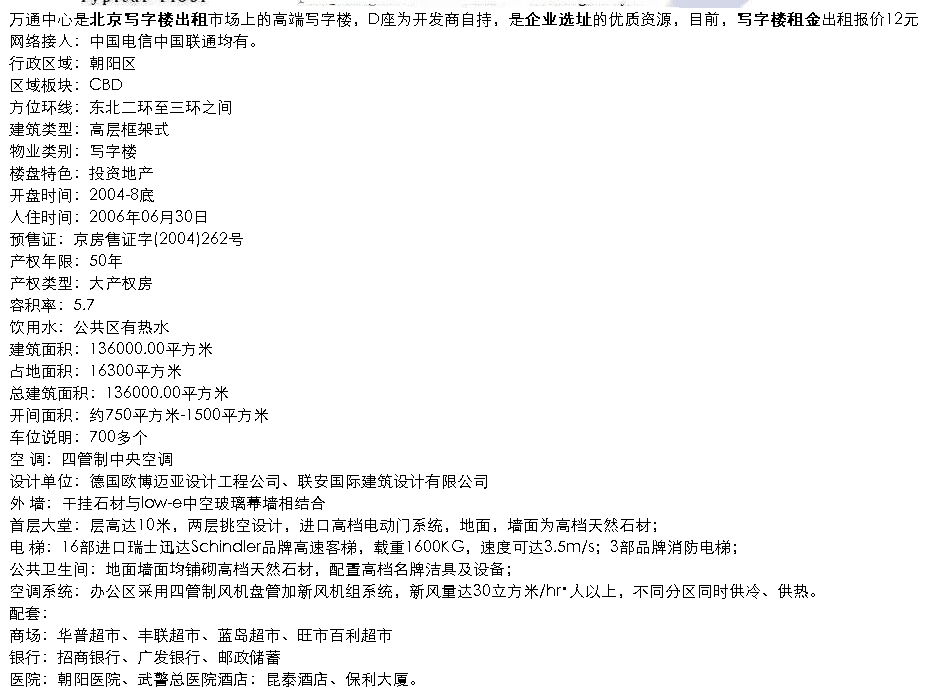 万通中心是北京写字楼出租市场上的高端写字楼，D座为开发商自持，是企业选址的优质资源，目前，写字楼租金出租报价12元
网络接人：中国电信中国联通均有。
行政区域：朝阳区
区域板块：CBD
方位环线：东北二环至三环之间
建筑类型：高层框架式
物业类别：写字楼
楼盘特色：投资地产
开盘时间：2004-8底
人住时间：2006年06月30日
预售证：京房售证字(2004)262号
产权年限：50年
产权类型：大产权房
容积率：5.7
饮用水：公共区有热水
建筑面积：136000.00平方米
占地面积：16300平方米
总建筑面积：136000.00平方米
开间面积：约750平方米-1500平方米
车位说明：700多个
空 调：四管制中央空调
设计单位：德国欧博迈亚设计工程公司、联安国际建筑设计有限公司
外 墙：干挂石材与low-e中空玻璃幕墙相结合
首层大堂：层高达10米，两层挑空设计，进口高档电动门系统，地面，墙面为高档天然石材；
电 梯：16部进口瑞士迅达Schindler品牌高速客梯，载重1600KG，速度可达3.5m/s；3部品牌消防电梯；
公共卫生间：地面墙面均铺砌高档天然石材，配置高档名牌洁具及设备；
空调系统：办公区采用四管制风机盘管加新风机组系统，新风量达30立方米/hr•人以上，不同分区同时供冷、供热。
配套：
商场：华普超市、丰联超市、蓝岛超市、旺市百利超市
银行：招商银行、广发银行、邮政储蓄
医院：朝阳医院、武警总医院酒店：昆泰酒店、保利大厦。